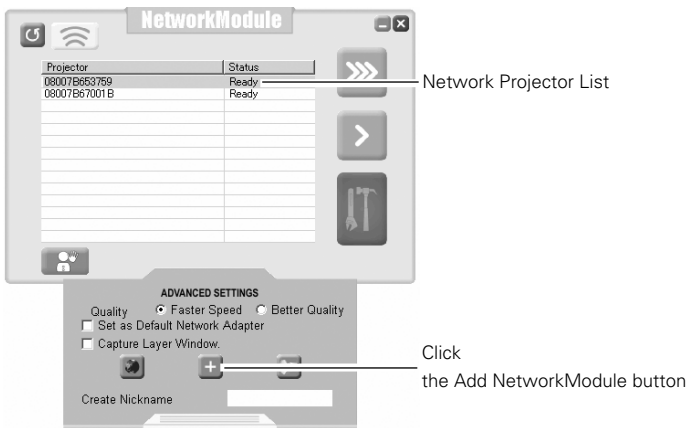 NetworkModule
Projector Status
08007B653759 Ready
08007B67001B Ready
Network Projector List
ADVANCED SETTINGS
Quality Faster Speed Better Quality
Set as Default Network Adapter
Capture Layer Window.
Click
the Add NetworkModule button
Create Nickname